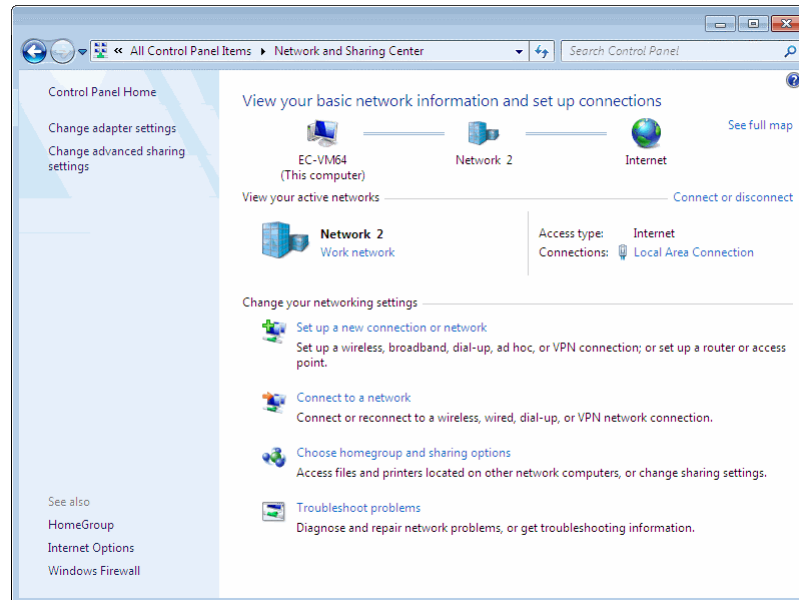 « All Control Panel Items ▸ Network and Sharing Center
Search Control Panel
Control Panel Home
Change adapter settings
Change advanced sharing
settings
See also
HomeGroup
Internet Options
Windows Firewall
View your basic network information and set up connections
See full map
EC-VM64
(This computer)
Network 2
Internet
View your active networks
Connect or disconnect
Network 2
Work network
Access type: Internet
Connections: Local Area Connection
Change your networking settings
Set up a new connection or network
Set up a wireless, broadband, dial-up, ad hoc, or VPN connection; or set up a router or access
point.
Connect to a network
Connect or reconnect to a wireless, wired, dial-up, or VPN network connection.
Choose homegroup and sharing options
Access files and printers located on other network computers, or change sharing settings.
Troubleshoot problems
Diagnose and repair network problems, or get troubleshooting information.